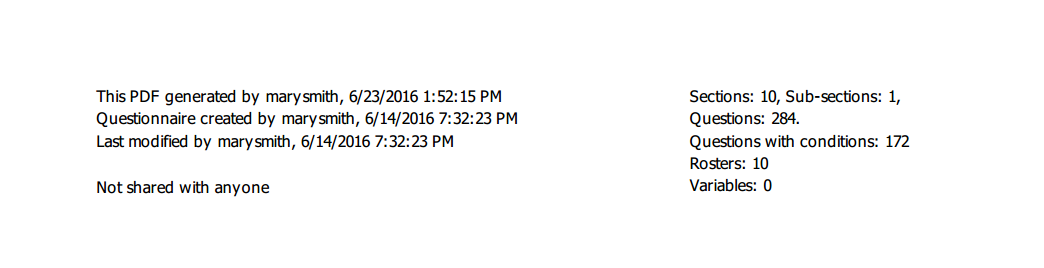 This PDF generated by marysmith, 6/23/2016 1:52:15 PM
Questionnaire created by marysmith, 6/14/2016 7:32:23 PM
Last modified by marysmith, 6/14/2016 7:32:23 PM
Not shared with anyone
Sections: 10, Sub-sections: 1,
Questions: 284.
Questions with conditions: 172
Rosters: 10
Variables: 0